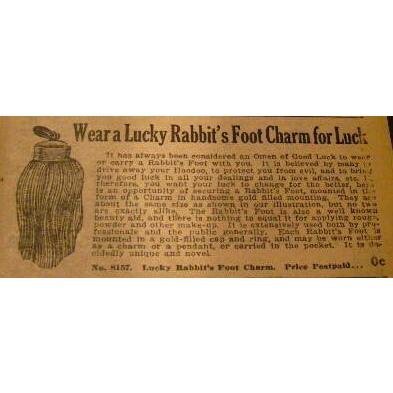 Wear a Lucky Rabbit's Foot Charm for Luck
It has always been considered an Omen of Good Luck to wear
or carry a Rabbit's Foot with you. It is believed by many to
drive away your Hoodoo, to protect you from evil, and to bring
you good luck in all your dealings and in love affairs, etc.
therefore, you want your luck to change for the better, here
is an opportunity of securing a Rabbit's Foot, mounted in the
form of a Charm in handsome gold filled mounting. They are
about the same size as shown in our illustration, but no two
are exactly alike. The Rabbit's Foot is also a well known
beauty aid, and there is nothing to equal it for applying rouge,
powder and other make-up. It is extensively used both by pro-
fessionals and the public generally. Each Rabbit's Foot is
mounted in a gold-filled cap and ring, and may be worn either
as a charm or a pendant, or carried in the pocket. It is de-
cidedly unique and novel.
No. 8157. Lucky Rabbit's Foot Charm. Price Postpaid... 0c